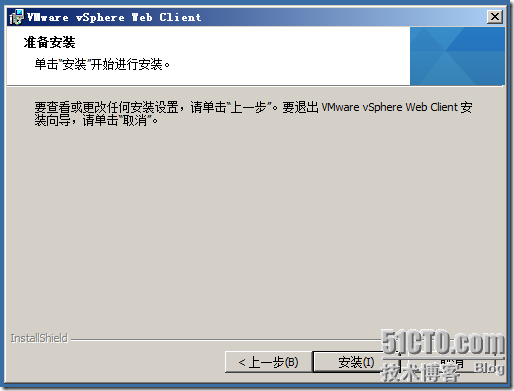 VMware vSphere Web Client
准备安装
单击“安装”开始进行安装。
要查看或更改任何安装设置，请单击“上一步”。要退出 VMware vSphere Web Client 安
装向导，请单击“取消”。
InstallShield
< 上一步(B)
安装(I)
51CTO.com
技术博客 Blog